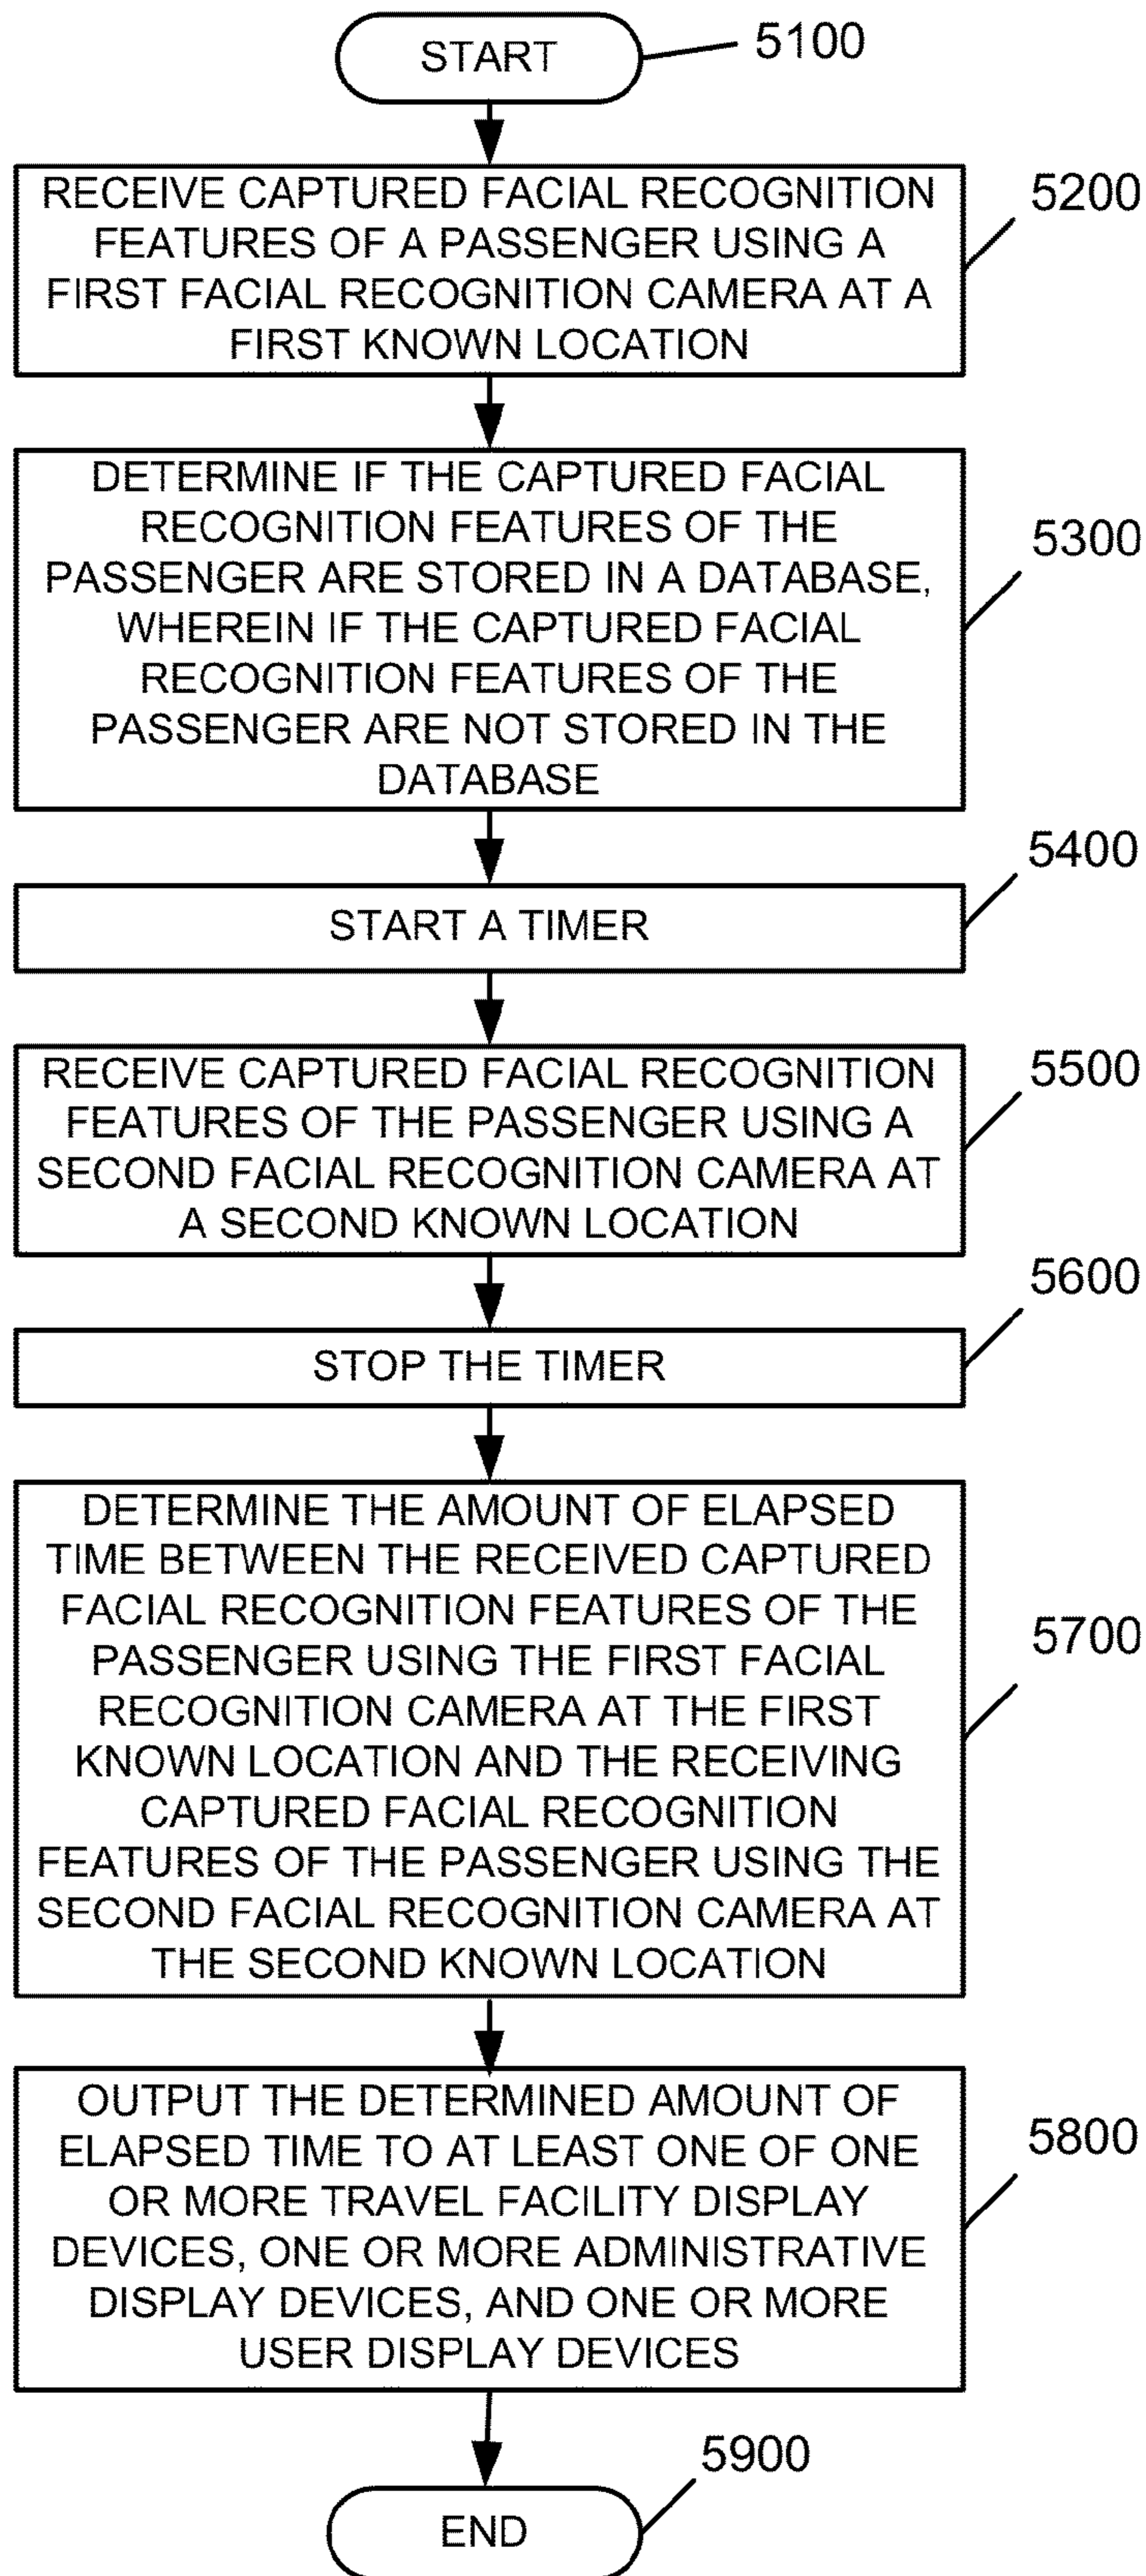 START
5100
RECEIVE CAPTURED FACIAL RECOGNITION
FEATURES OF A PASSENGER USING A
FIRST FACIAL RECOGNITION CAMERA AT A
FIRST KNOWN LOCATION
5200
DETERMINE IF THE CAPTURED FACIAL
RECOGNITION FEATURES OF THE
PASSENGER ARE STORED IN A DATABASE,
WHEREIN IF THE CAPTURED FACIAL
RECOGNITION FEATURES OF THE
PASSENGER ARE NOT STORED IN THE
DATABASE
5300
START A TIMER
5400
RECEIVE CAPTURED FACIAL RECOGNITION
FEATURES OF THE PASSENGER USING A
SECOND FACIAL RECOGNITION CAMERA AT
A SECOND KNOWN LOCATION
5500
STOP THE TIMER
5600
DETERMINE THE AMOUNT OF ELAPSED
TIME BETWEEN THE RECEIVED CAPTURED
FACIAL RECOGNITION FEATURES OF THE
PASSENGER USING THE FIRST FACIAL
RECOGNITION CAMERA AT THE FIRST
KNOWN LOCATION AND THE RECEIVING
CAPTURED FACIAL RECOGNITION
FEATURES OF THE PASSENGER USING THE
SECOND FACIAL RECOGNITION CAMERA AT
THE SECOND KNOWN LOCATION
5700
OUTPUT THE DETERMINED AMOUNT OF
ELAPSED TIME TO AT LEAST ONE OF ONE
OR MORE TRAVEL FACILITY DISPLAY
DEVICES, ONE OR MORE ADMINISTRATIVE
DISPLAY DEVICES, AND ONE OR MORE
USER DISPLAY DEVICES
5800
END
5900